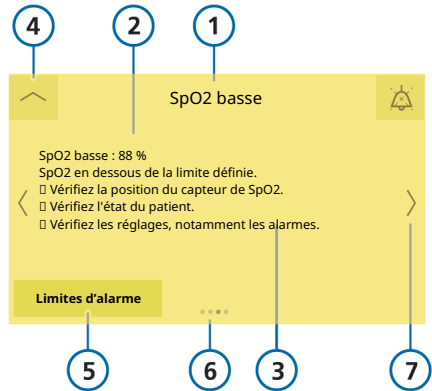 4 2 1
SpO2 basse
SpO2 basse : 88 %
SpO2 en dessous de la limite définie.
▯ Vérifiez la position du capteur de SpO2.
▯ Vérifiez l'état du patient.
▯ Vérifiez les réglages, notamment les alarmes.
Limites d’alarme
5 6 3 7